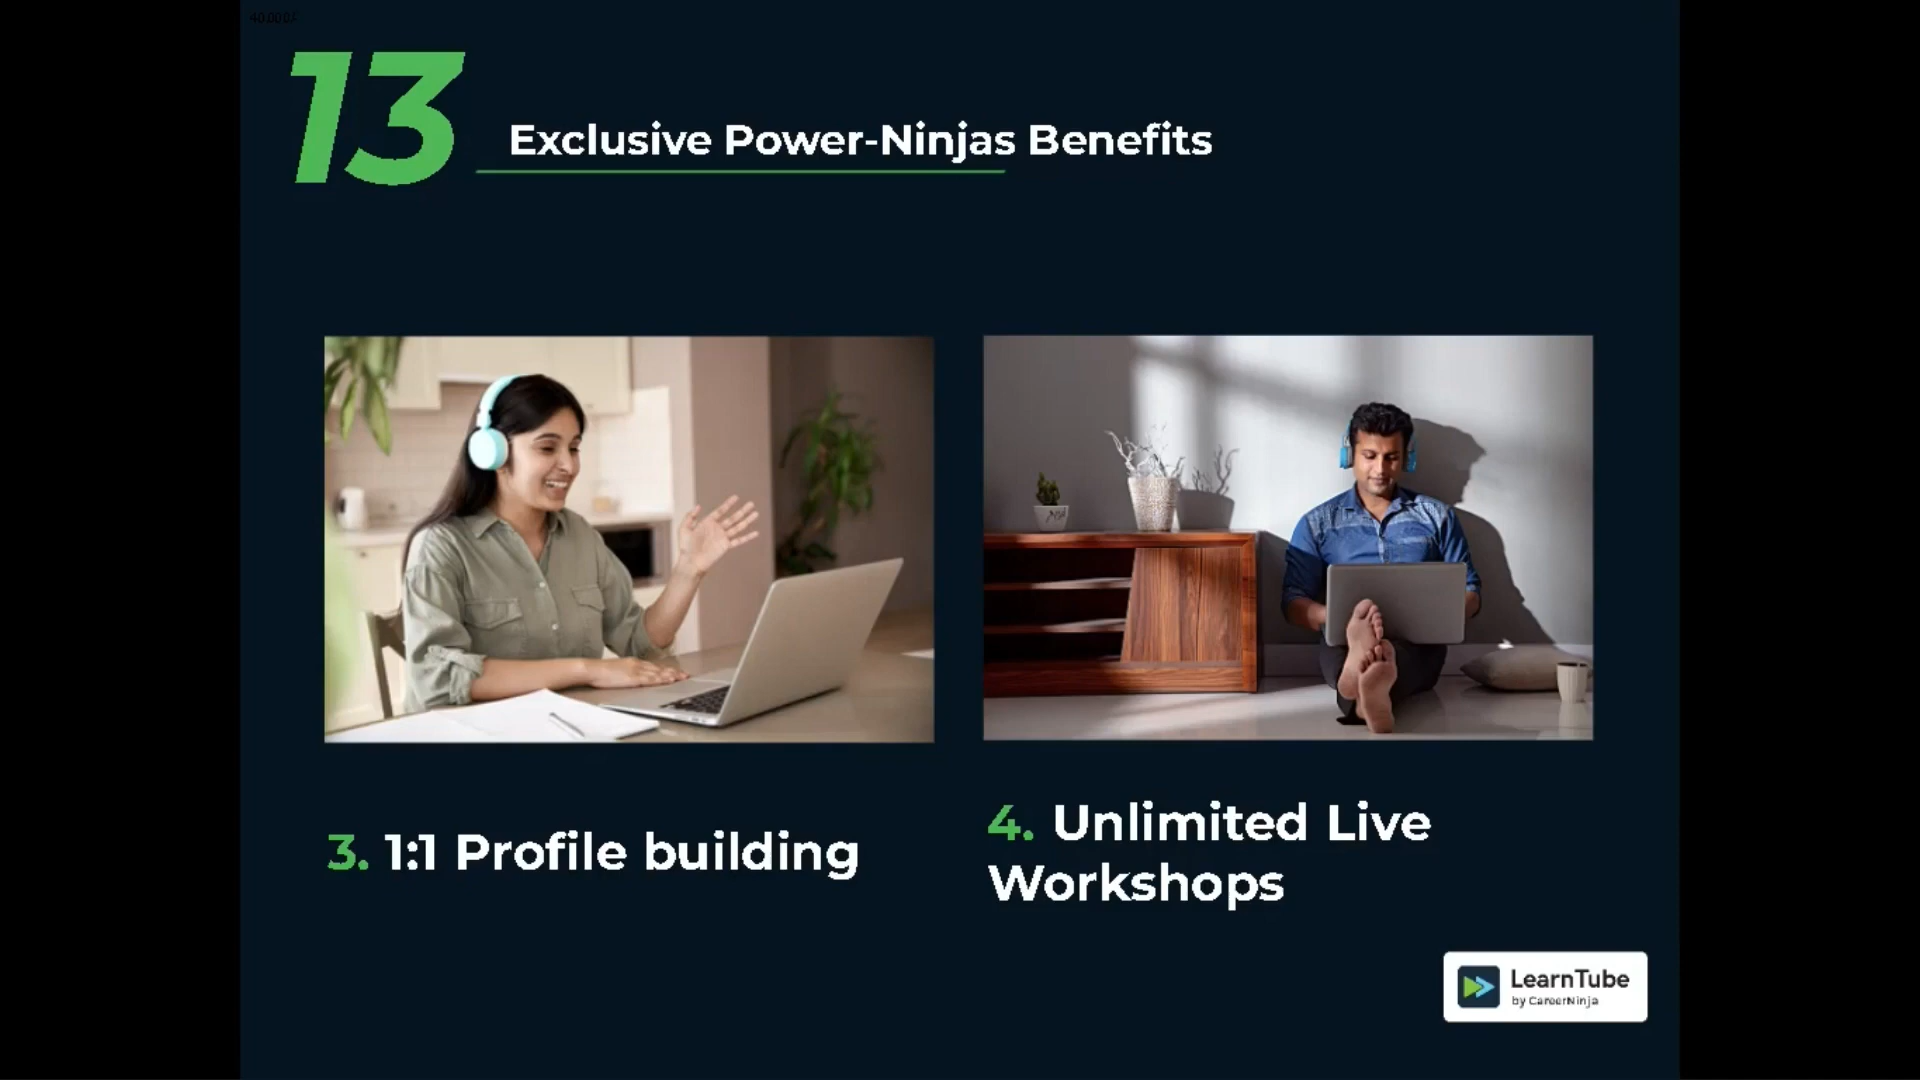 13
Exclusive Power-Ninjas Benefits
3. 1:1 Profile building
4. Unlimited Live
Workshops
LearnTube
by CareerNinja